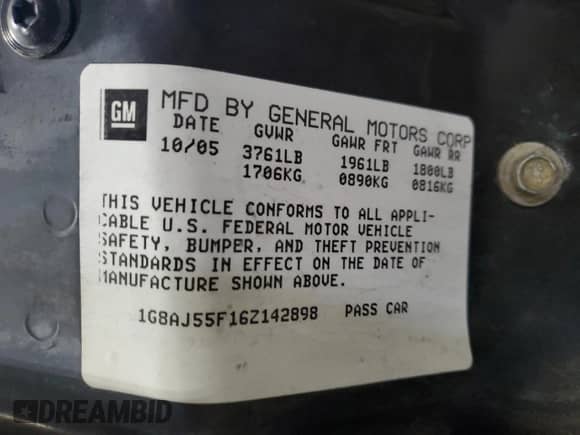 GM
MFD BY GENERAL MOTORS CORP
DATE GVWR GAWR FRT GAWR RR
10/05 3761LB 1961LB 1800LB
1706KG 0890KG 0816KG
THIS VEHICLE CONFORMS TO ALL APPLI-
CABLE U.S. FEDERAL MOTOR VEHICLE
SAFETY, BUMPER, AND THEFT PREVENTION
STANDARDS IN EFFECT ON THE DATE OF
MANUFACTURE SHOWN ABOVE.
1G8AJ55F16Z142898 PASS CAR
DREAMBID